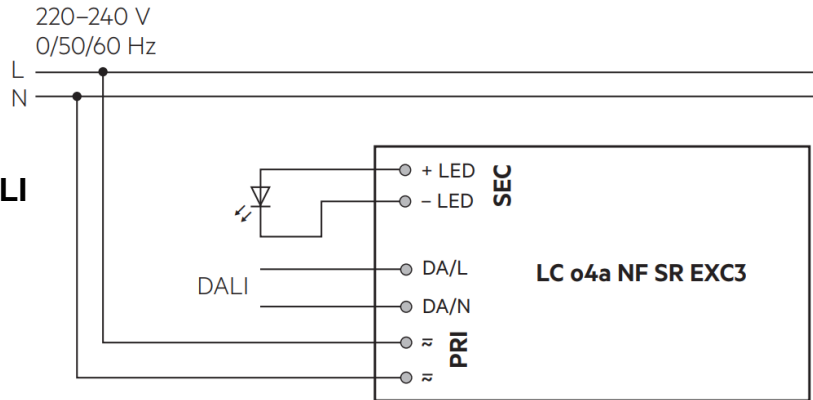 220–240 V
0/50/60 Hz
L
N
LI
+ LED
– LED
SEC
DALI
DA/L
DA/N
LC o4a NF SR EXC3
PRI